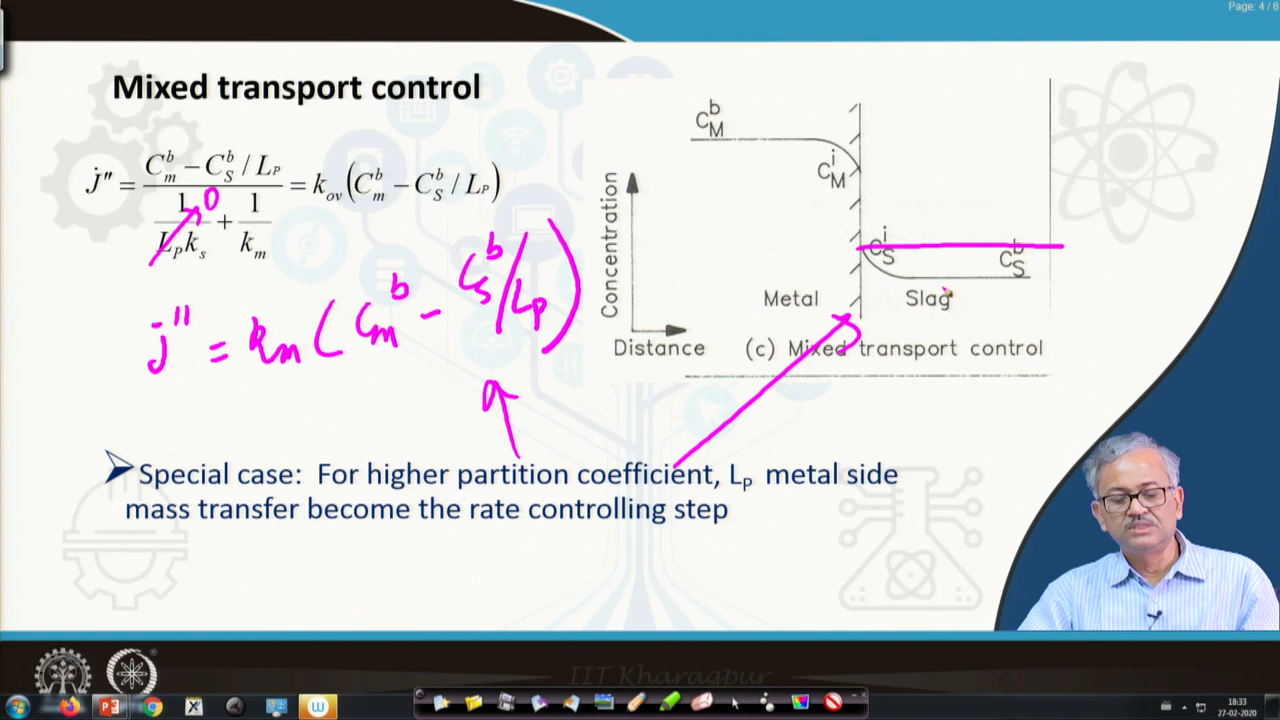 Page: 4 / 8
Mixed transport control
j̇″ = (C_m^b − C_S^b / L_P) / (1/(L_P k_s) + 1/k_m) = k_ov (C_m^b − C_S^b / L_P)
0
j̇″ = k_m (C_m^b − C_S^b / L_P)
C_M^b
C_M^i
C_S^i
C_S^b
Concentration
Metal
Slag
Distance
(c) Mixed transport control
Special case: For higher partition coefficient, L_P metal side
mass transfer become the rate controlling step
IIT Kharagpur
18:33
27-02-2020